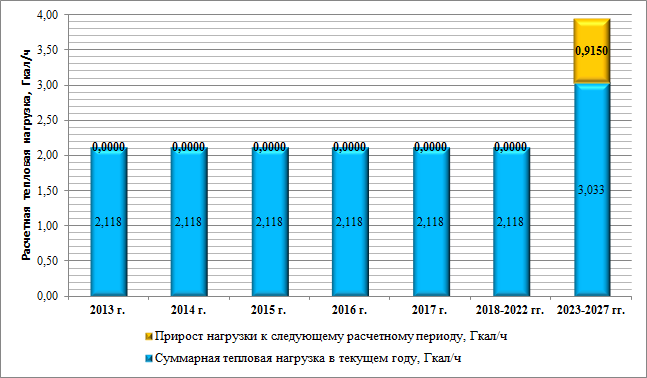 4,00
3,50
3,00
2,50
2,00
1,50
1,00
0,50
0,00
Расчетная тепловая нагрузка, Гкал/ч
0,0000 0,0000 0,0000 0,0000 0,0000 0,0000 0,9150
2,118 2,118 2,118 2,118 2,118 2,118 3,033
2013 г. 2014 г. 2015 г. 2016 г. 2017 г. 2018-2022 гг. 2023-2027 гг.
Прирост нагрузки к следующему расчетному периоду, Гкал/ч
Суммарная тепловая нагрузка в текущем году, Гкал/ч